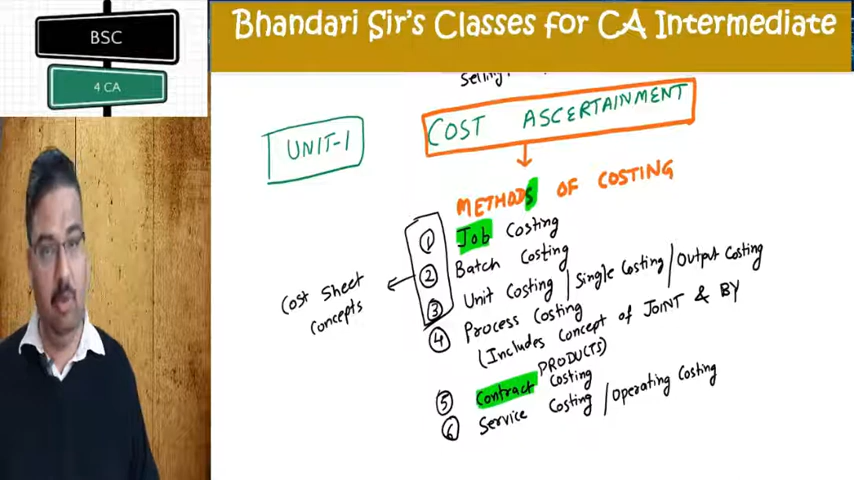 BSC
4 CA
Bhandari Sir's Classes for CA Intermediate
UNIT-1
COST ASCERTAINMENT
METHODS OF COSTING
① Job Costing
② Batch Costing
③ Unit Costing / Single Costing / Output Costing
Cost Sheet
Concepts
④ Process Costing
(Includes Concept of JOINT & BY
PRODUCTS)
⑤ Contract Costing
⑥ Service Costing / Operating Costing